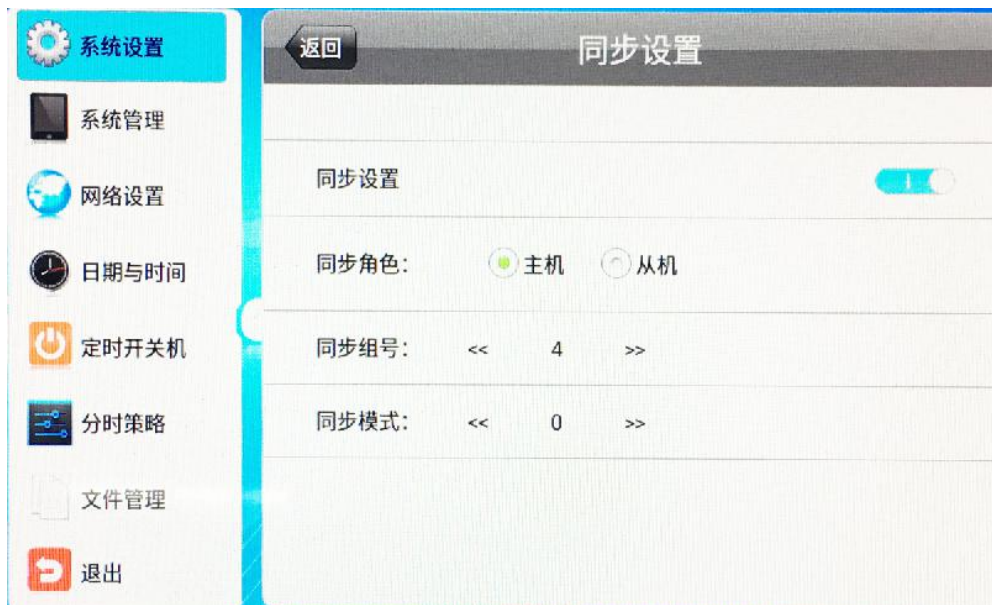 系统设置
系统管理
网络设置
日期与时间
定时开关机
分时策略
文件管理
退出
返回
同步设置
同步设置
同步角色: 主机 从机
同步组号: << 4 >>
同步模式: << 0 >>